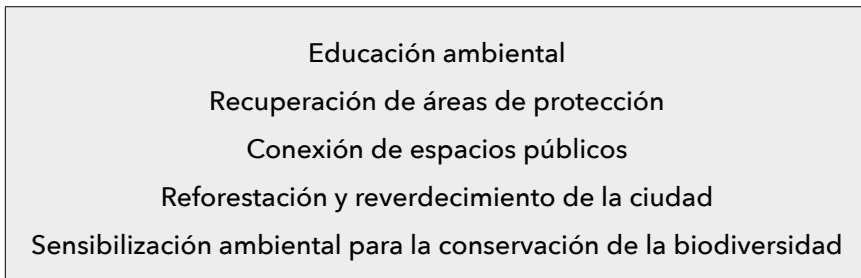 Educación ambiental
Recuperación de áreas de protección
Conexión de espacios públicos
Reforestación y reverdecimiento de la ciudad
Sensibilización ambiental para la conservación de la biodiversidad